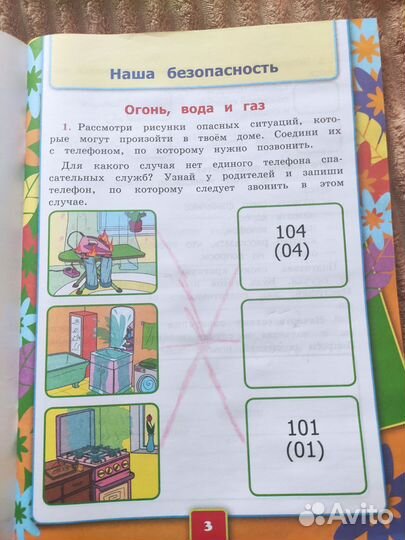 Наша безопасность
Огонь, вода и газ
1. Рассмотри рисунки опасных ситуаций, кото-
рые могут произойти в твоём доме. Соедини их
с телефоном, по которому нужно позвонить.
Для какого случая нет единого телефона спа-
сательных служб? Узнай у родителей и запиши
телефон, по которому следует звонить в этом
случае.
104
(04)
101
(01)
3
Avito